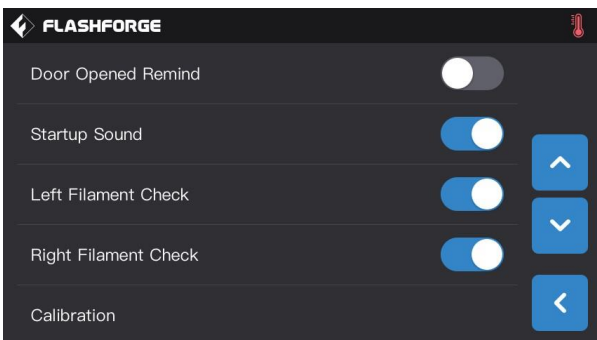 FLASHFORGE
Door Opened Remind
Startup Sound
Left Filament Check
Right Filament Check
Calibration